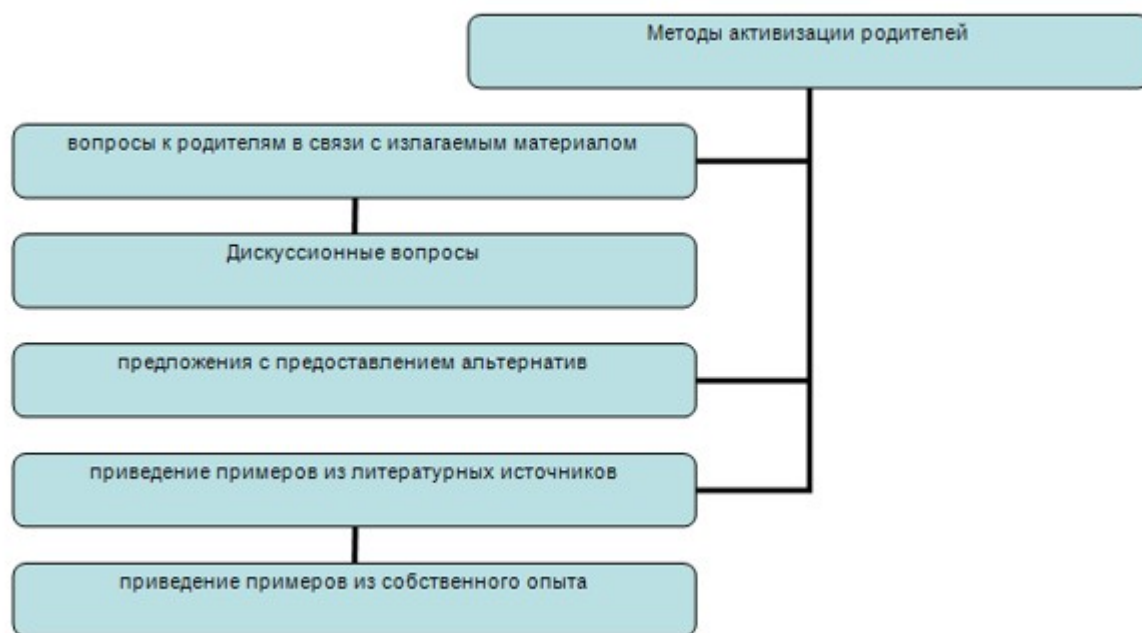 Методы активизации родителей
вопросы к родителям в связи с излагаемым материалом
Дискуссионные вопросы
предложения с предоставлением альтернатив
приведение примеров из литературных источников
приведение примеров из собственного опыта